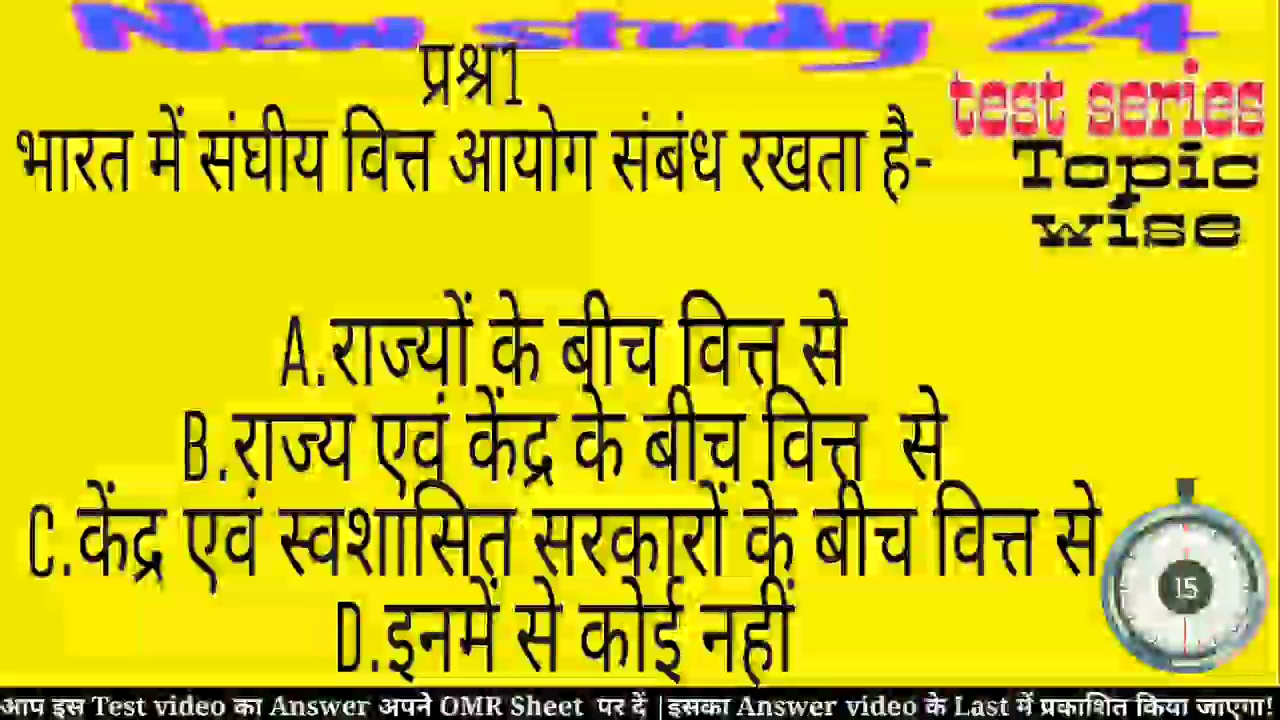 New study 24
test series
Topic
wise
प्रश्न1
भारत में संघीय वित्त आयोग संबंध रखता है-
A.राज्यों के बीच वित्त से
B.राज्य एवं केंद्र के बीच वित्त से
C.केंद्र एवं स्वशासित सरकारों के बीच वित्त से
D.इनमें से कोई नहीं
15
आप इस Test video का Answer अपने OMR Sheet पर दें |इसका Answer video के Last में प्रकाशित किया जाएगा!